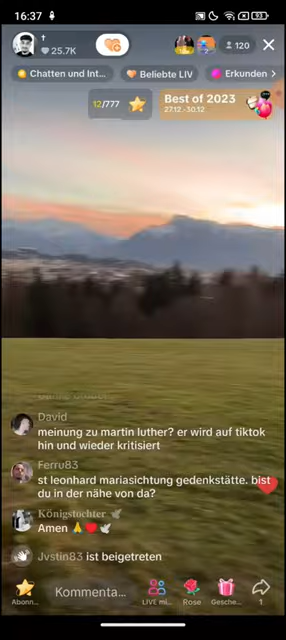 16:37
93
†
25.7K
120
Chatten und Int...
Beliebte LIV
Erkunden
12/777
Best of 2023
27.12 - 30.12
David
meinung zu martin luther? er wird auf tiktok
hin und wieder kritisiert
Ferru83
st leonhard mariasichtung gedenkstätte. bist
du in der nähe von da?
Königstochter 🕊
Amen 🙏❤️🕊
Jvstin83 ist beigetreten
Kommenta...
Abonn...
LIVE mi...
Rose
Gesche...
1